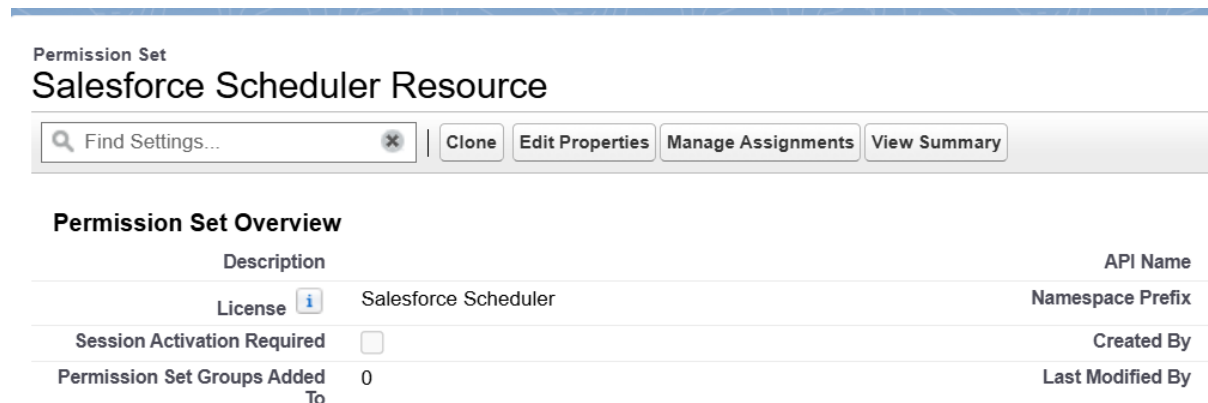 Permission Set
Salesforce Scheduler Resource
Find Settings... Clone Edit Properties Manage Assignments View Summary
Permission Set Overview
Description API Name
License i Salesforce Scheduler Namespace Prefix
Session Activation Required Created By
Permission Set Groups Added 0 Last Modified By
To